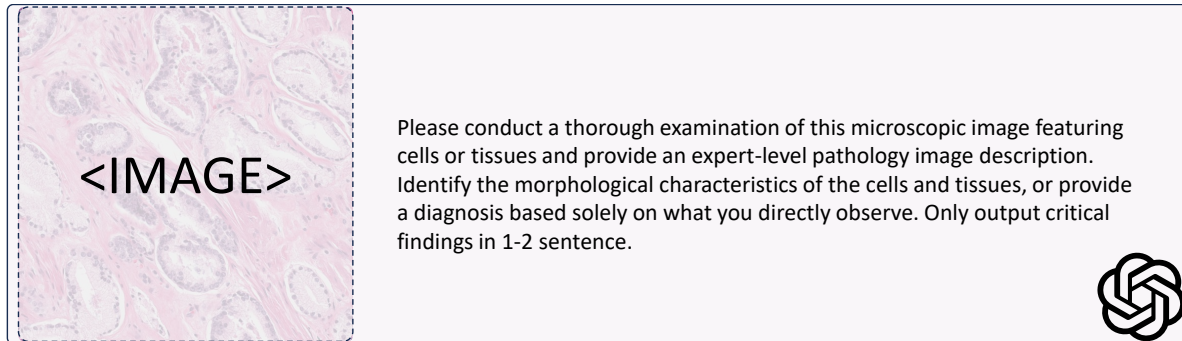 <IMAGE>
Please conduct a thorough examination of this microscopic image featuring
cells or tissues and provide an expert-level pathology image description.
Identify the morphological characteristics of the cells and tissues, or provide
a diagnosis based solely on what you directly observe. Only output critical
findings in 1-2 sentence.